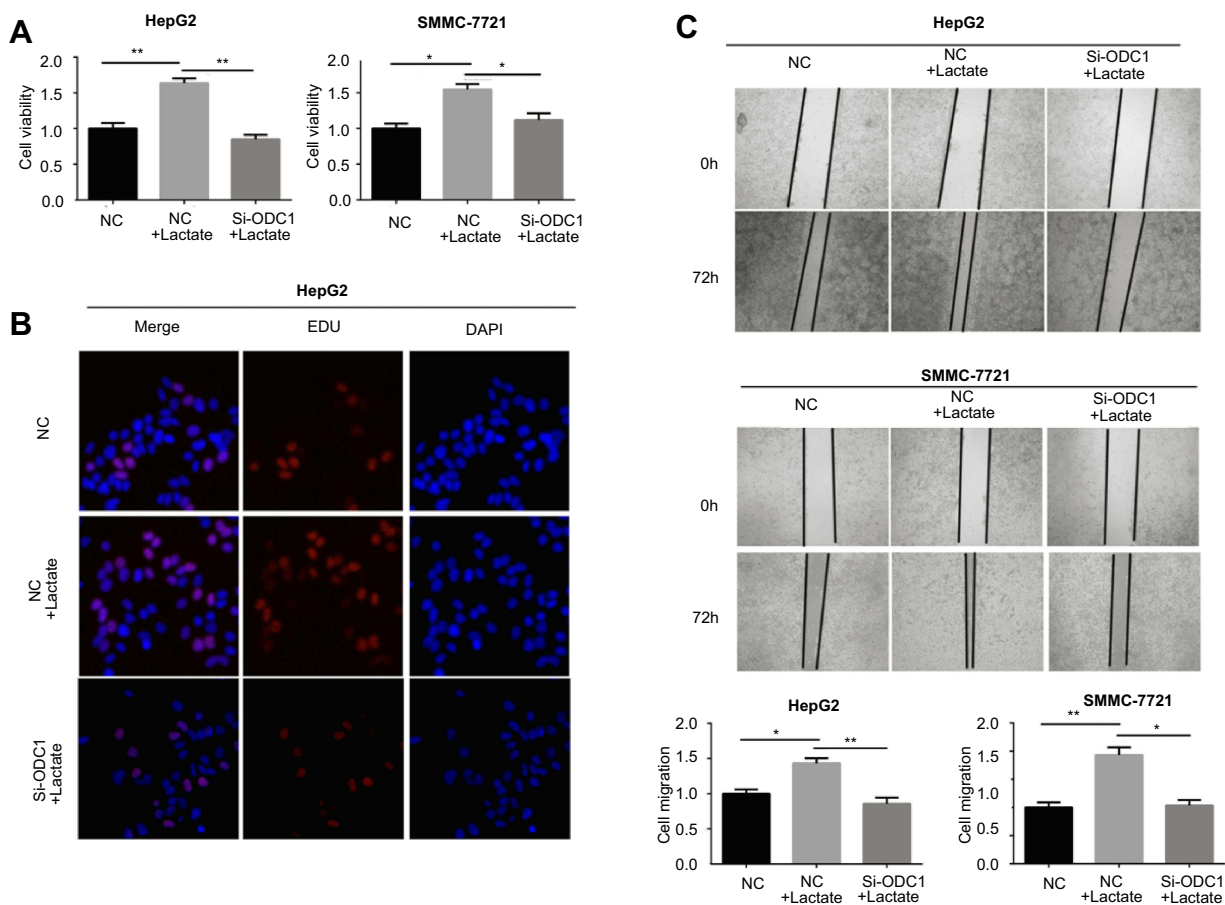 A
HepG2
Cell viability
2.0
1.5
1.0
0.5
0.0
** **
NC
NC
+Lactate
Si-ODC1
+Lactate
SMMC-7721
Cell viability
2.0
1.5
1.0
0.5
0.0
* *
NC
NC
+Lactate
Si-ODC1
+Lactate
B
HepG2
Merge EDU DAPI
NC
NC
+Lactate
Si-ODC1
+Lactate
C
HepG2
NC
NC
+Lactate
Si-ODC1
+Lactate
0h
72h
SMMC-7721
NC
NC
+Lactate
Si-ODC1
+Lactate
0h
72h
HepG2
Cell migration
2.0
1.5
1.0
0.5
0.0
* **
NC
NC
+Lactate
Si-ODC1
+Lactate
SMMC-7721
Cell migration
2.0
1.5
1.0
0.5
0.0
** *
NC
NC
+Lactate
Si-ODC1
+Lactate